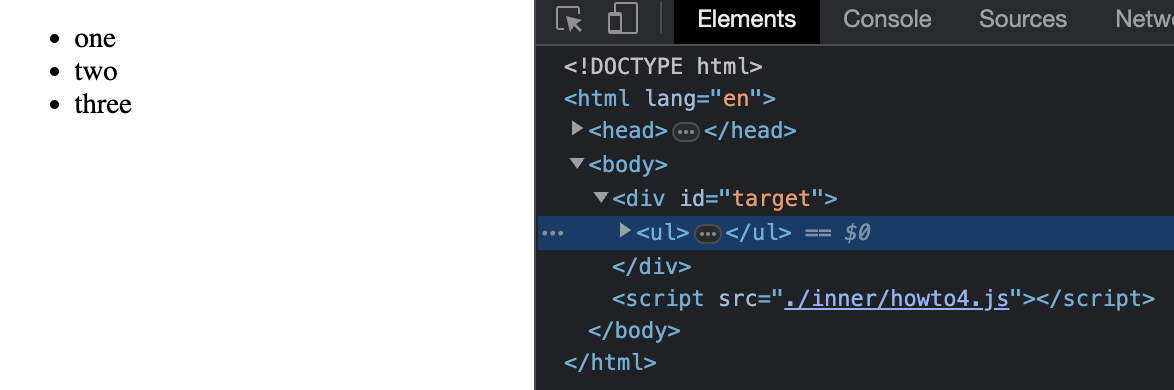 • one
• two
• three
Elements Console Sources Netw
<!DOCTYPE html>
<html lang="en">
<head>…</head>
<body>
<div id="target">
<ul>…</ul> == $0
</div>
<script src="./inner/howto4.js"></script>
</body>
</html>